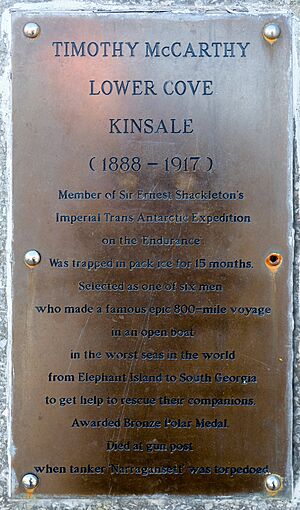 TIMOTHY McCARTHY
LOWER COVE
KINSALE
(1888 – 1917)
Member of Sir Ernest Shackleton's
Imperial Trans Antarctic Expedition
on the 'Endurance'
Was trapped in pack ice for 15 months.
Selected as one of six men
who made a famous epic 800-mile voyage
in an open boat
in the worst seas in the world
from Elephant Island to South Georgia
to get help to rescue their companions.
Awarded Bronze Polar Medal.
Died at gun post
when tanker 'Narragansett' was torpedoed.